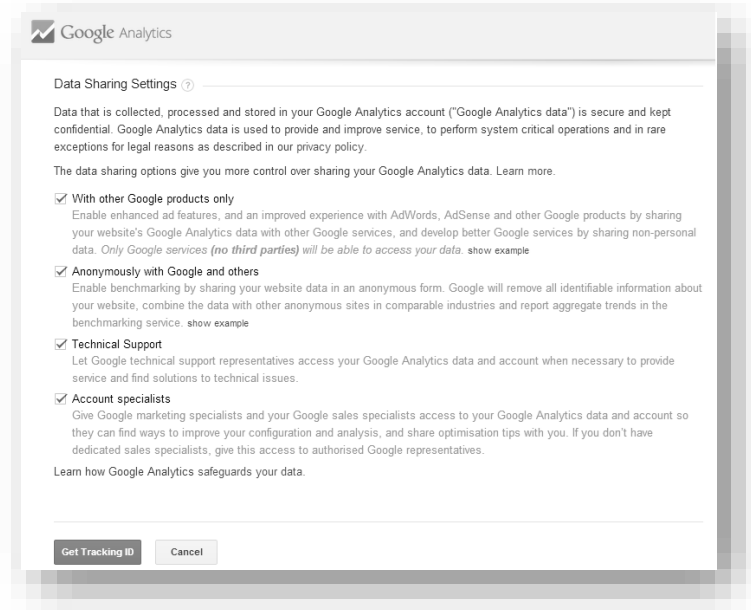 Google Analytics
Data Sharing Settings ?
Data that is collected, processed and stored in your Google Analytics account ("Google Analytics data") is secure and kept
confidential. Google Analytics data is used to provide and improve service, to perform system critical operations and in rare
exceptions for legal reasons as described in our privacy policy.
The data sharing options give you more control over sharing your Google Analytics data. Learn more.
With other Google products only
Enable enhanced ad features, and an improved experience with AdWords, AdSense and other Google products by sharing
your website's Google Analytics data with other Google services, and develop better Google services by sharing non-personal
data. Only Google services (no third parties) will be able to access your data. show example
Anonymously with Google and others
Enable benchmarking by sharing your website data in an anonymous form. Google will remove all identifiable information about
your website, combine the data with other anonymous sites in comparable industries and report aggregate trends in the
benchmarking service. show example
Technical Support
Let Google technical support representatives access your Google Analytics data and account when necessary to provide
service and find solutions to technical issues.
Account specialists
Give Google marketing specialists and your Google sales specialists access to your Google Analytics data and account so
they can find ways to improve your configuration and analysis, and share optimisation tips with you. If you don't have
dedicated sales specialists, give this access to authorised Google representatives.
Learn how Google Analytics safeguards your data.
Get Tracking ID Cancel